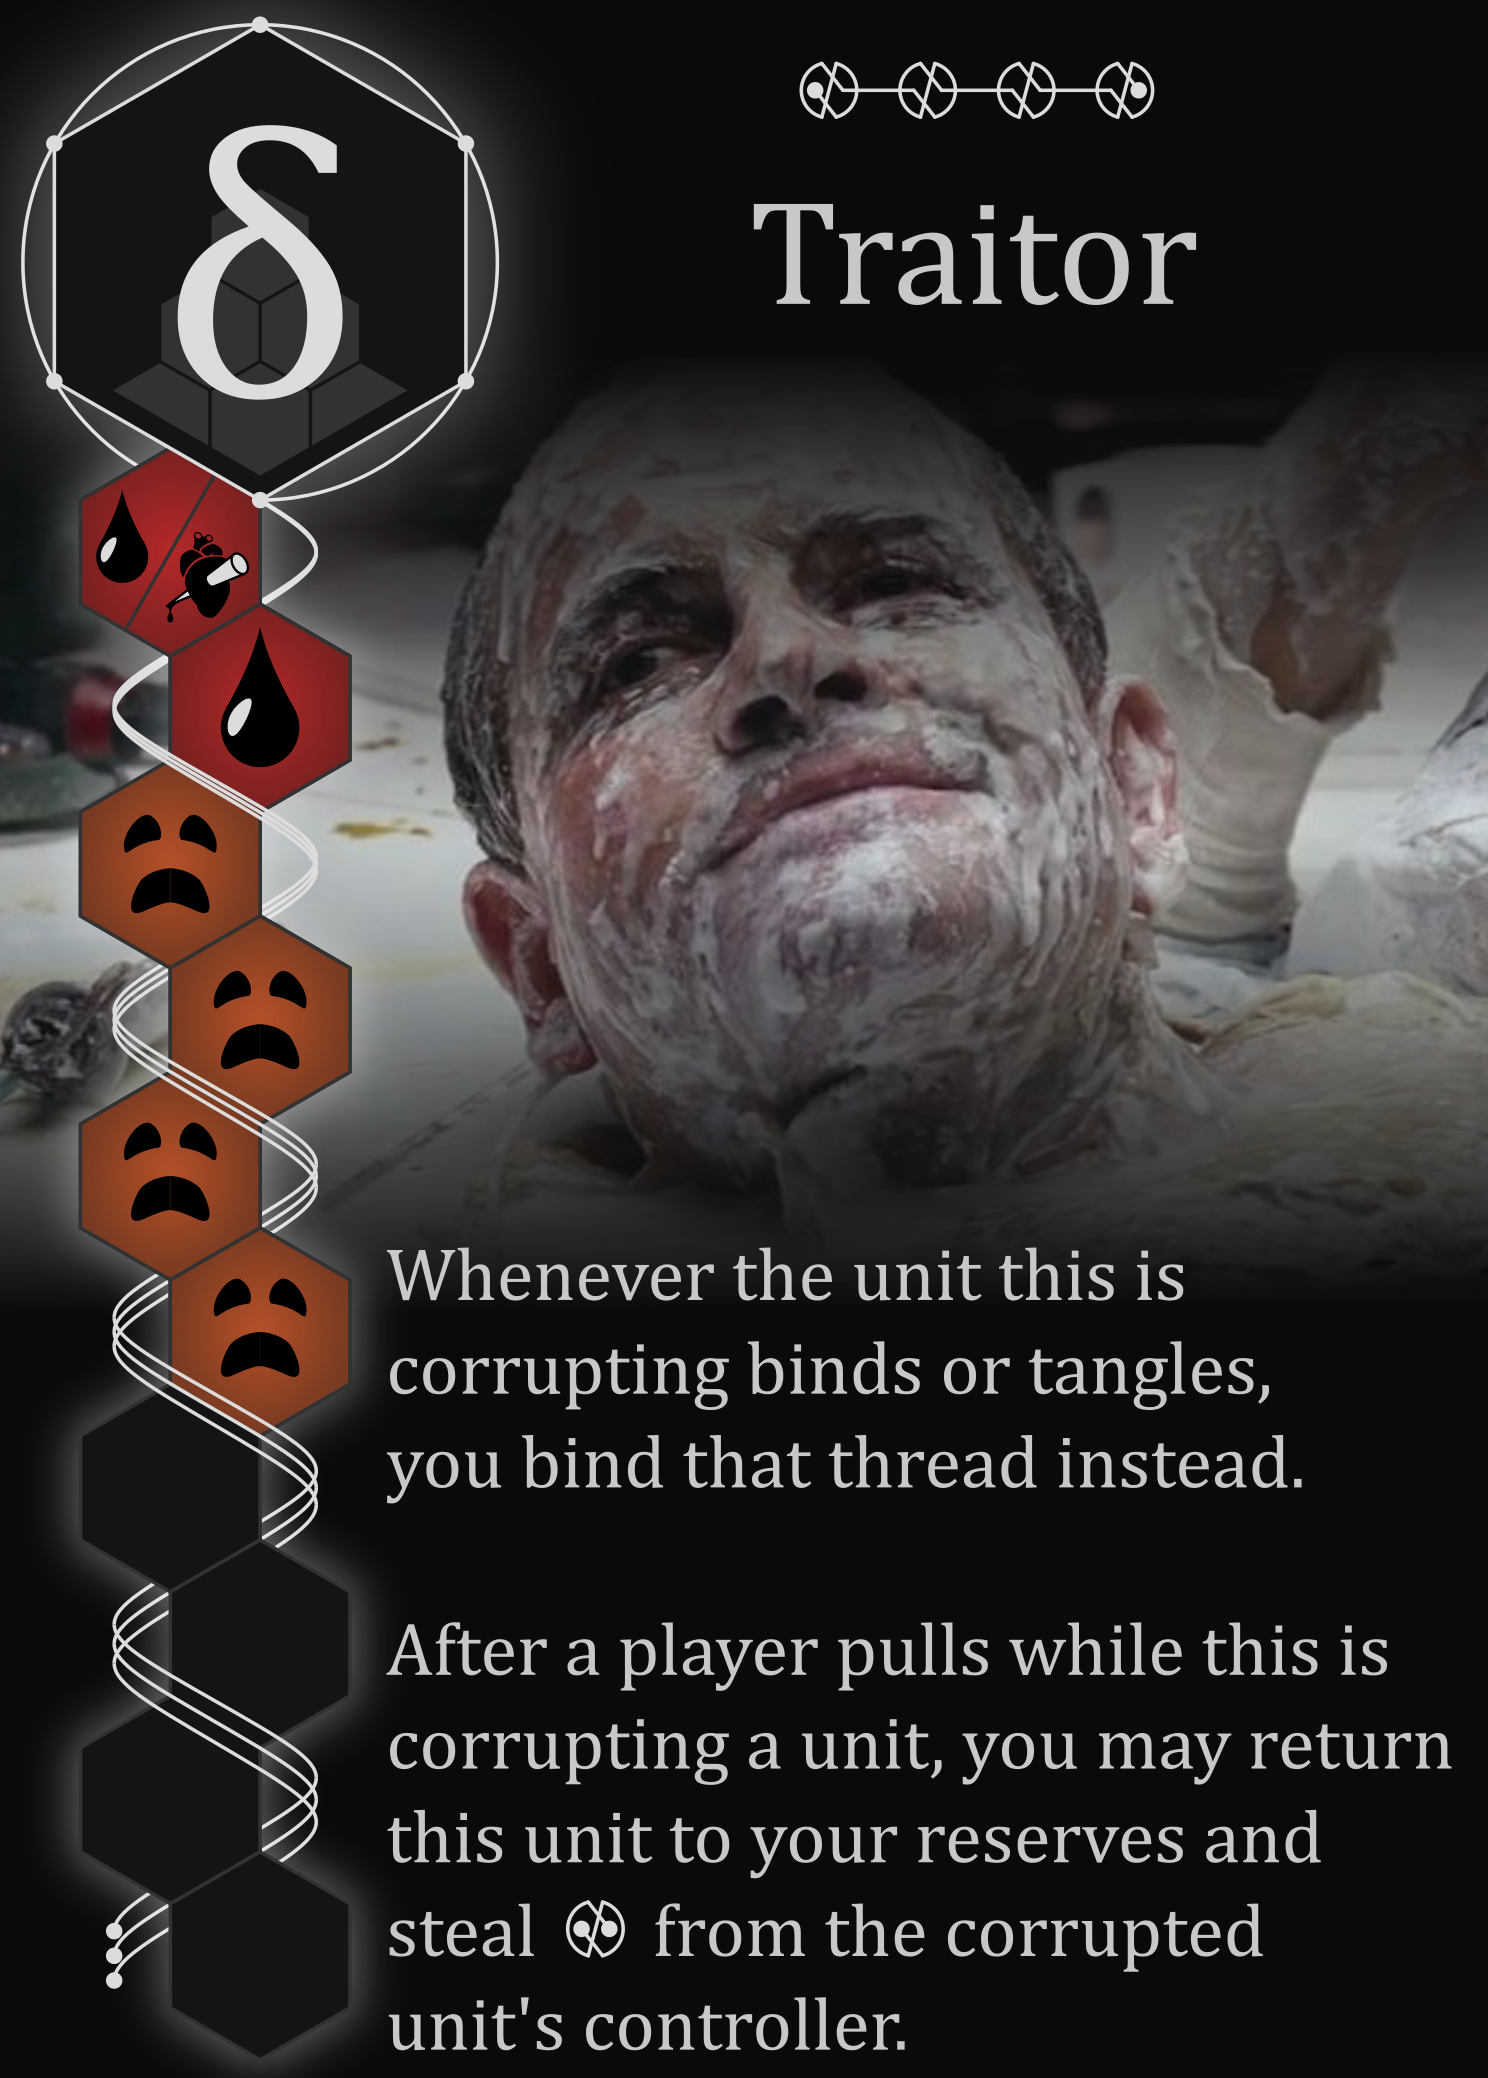 δ
Traitor
Whenever the unit this is
corrupting binds or tangles,
you bind that thread instead.
After a player pulls while this is
corrupting a unit, you may return
this unit to your reserves and
steal from the corrupted
unit's controller.